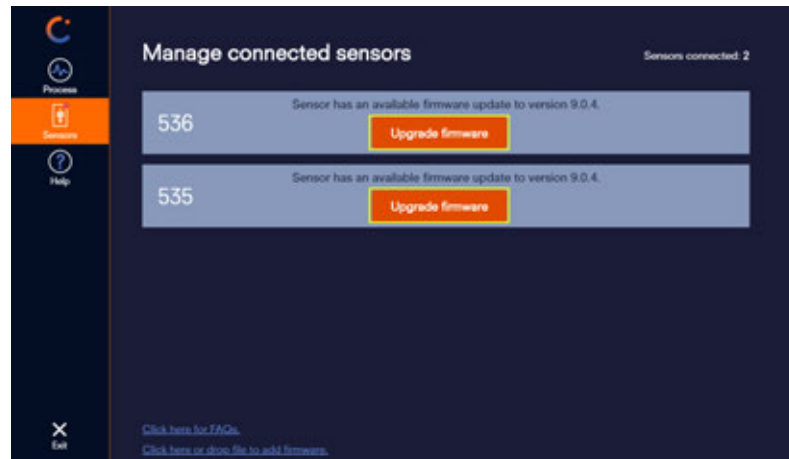 Manage connected sensors
Sensors connected: 2
Process
Sensors
Help
536
Sensor has an available firmware update to version 9.0.4.
Upgrade firmware
535
Sensor has an available firmware update to version 9.0.4.
Upgrade firmware
Exit
Click here for FAQs.
Click here or drop file to add firmware.